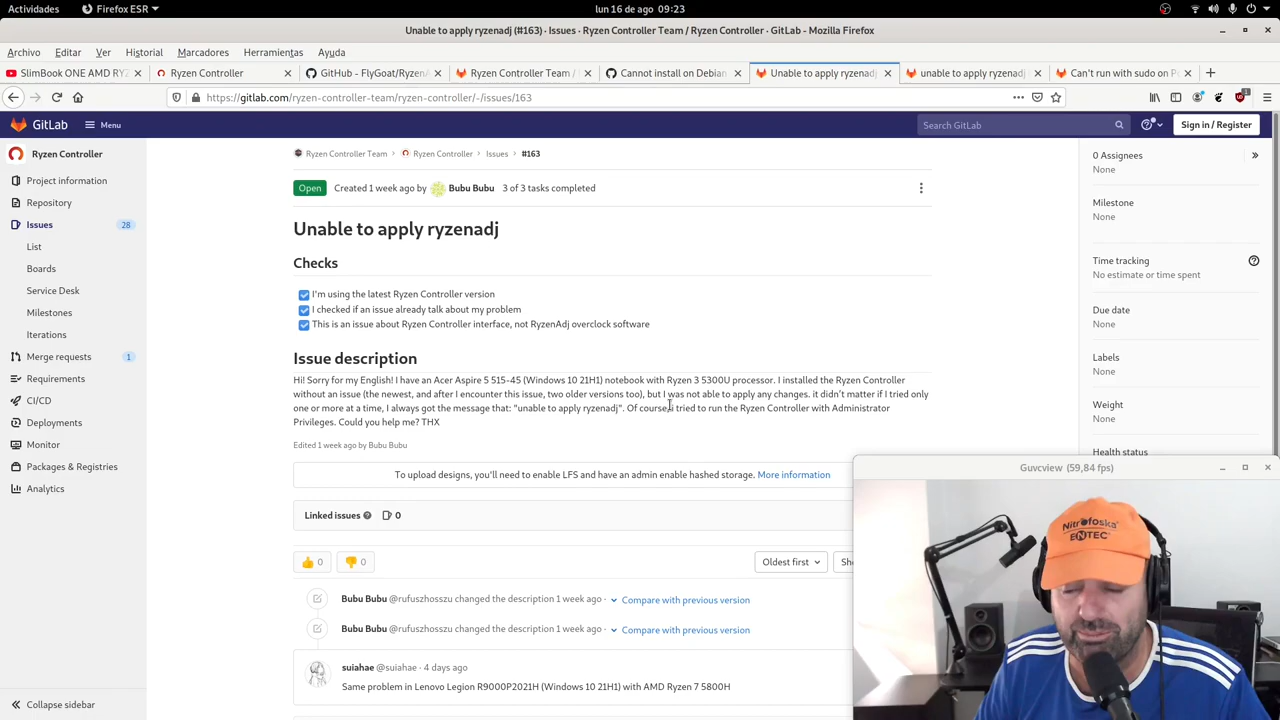 Actividades Firefox ESR lun 16 de ago 09:23
Unable to apply ryzenadj (#163) · Issues · Ryzen Controller Team / Ryzen Controller · GitLab - Mozilla Firefox
Archivo Editar Ver Historial Marcadores Herramientas Ayuda
SlimBook ONE AMD RYZ Ryzen Controller GitHub - FlyGoat/RyzenA Ryzen Controller Team / Cannot install on Debian Unable to apply ryzenadj unable to apply ryzenadj Can't run with sudo on P
https://gitlab.com/ryzen-controller-team/ryzen-controller/-/issues/163
GitLab Menu Search GitLab Sign in / Register
Ryzen Controller
Project information
Repository
Issues 28
List
Boards
Service Desk
Milestones
Iterations
Merge requests 1
Requirements
CI/CD
Deployments
Monitor
Packages & Registries
Analytics
Collapse sidebar
Ryzen Controller Team › Ryzen Controller › Issues › #163
Open Created 1 week ago by Bubu Bubu 3 of 3 tasks completed
Unable to apply ryzenadj
Checks
I'm using the latest Ryzen Controller version
I checked if an issue already talk about my problem
This is an issue about Ryzen Controller interface, not RyzenAdj overclock software
Issue description
Hi! Sorry for my English! I have an Acer Aspire 5 515-45 (Windows 10 21H1) notebook with Ryzen 3 5300U processor. I installed the Ryzen Controller
without an issue (the newest, and after I encounter this issue, two older versions too), but I was not able to apply any changes. it didn't matter if I tried only
one or more at a time, I always got the message that: "unable to apply ryzenadj". Of course, i tried to run the Ryzen Controller with Administrator
Privileges. Could you help me? THX
Edited 1 week ago by Bubu Bubu
To upload designs, you'll need to enable LFS and have an admin enable hashed storage. More information
Linked issues 0
👍 0 👎 0 Oldest first Sho
Bubu Bubu @rufuszhosszu changed the description 1 week ago · Compare with previous version
Bubu Bubu @rufuszhosszu changed the description 1 week ago · Compare with previous version
suiahae @suiahae · 4 days ago
Same problem in Lenovo Legion R9000P2021H (Windows 10 21H1) with AMD Ryzen 7 5800H
0 Assignees
None
Milestone
None
Time tracking
No estimate or time spent
Due date
None
Labels
None
Weight
None
Health status
Guvcview (59,84 fps)
Nitrofoska
ENTEC